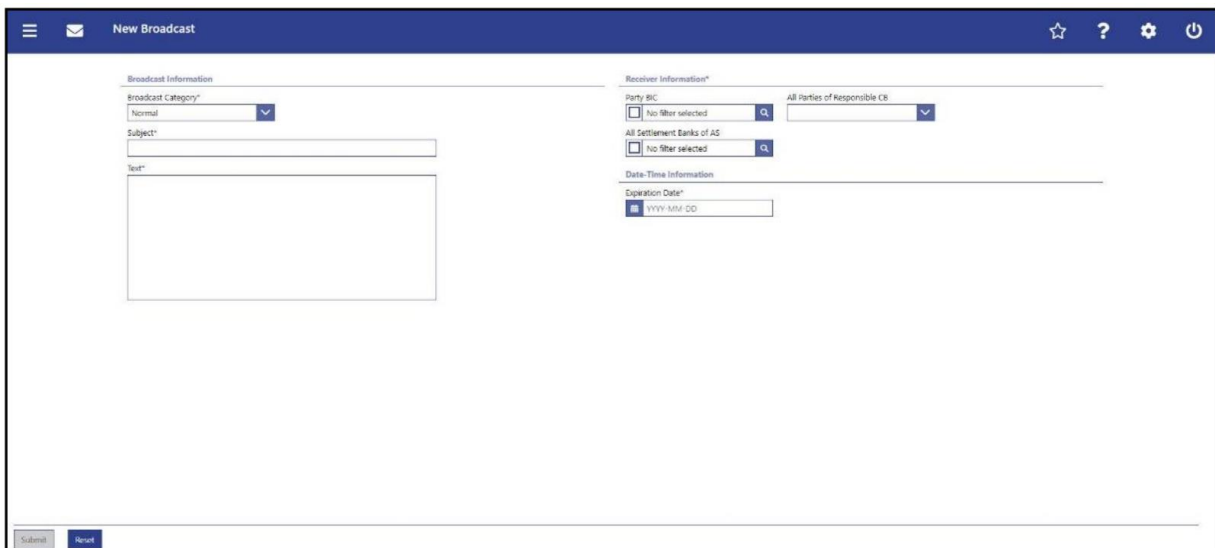 New Broadcast
Broadcast Information
Broadcast Category*
Normal
Subject*
Text*
Receiver Information*
Party BIC
All Parties of Responsible CB
No filter selected
All Settlement Banks of AS
No filter selected
Date-Time Information
Expiration Date*
YYYY-MM-DD
Submit
Reset